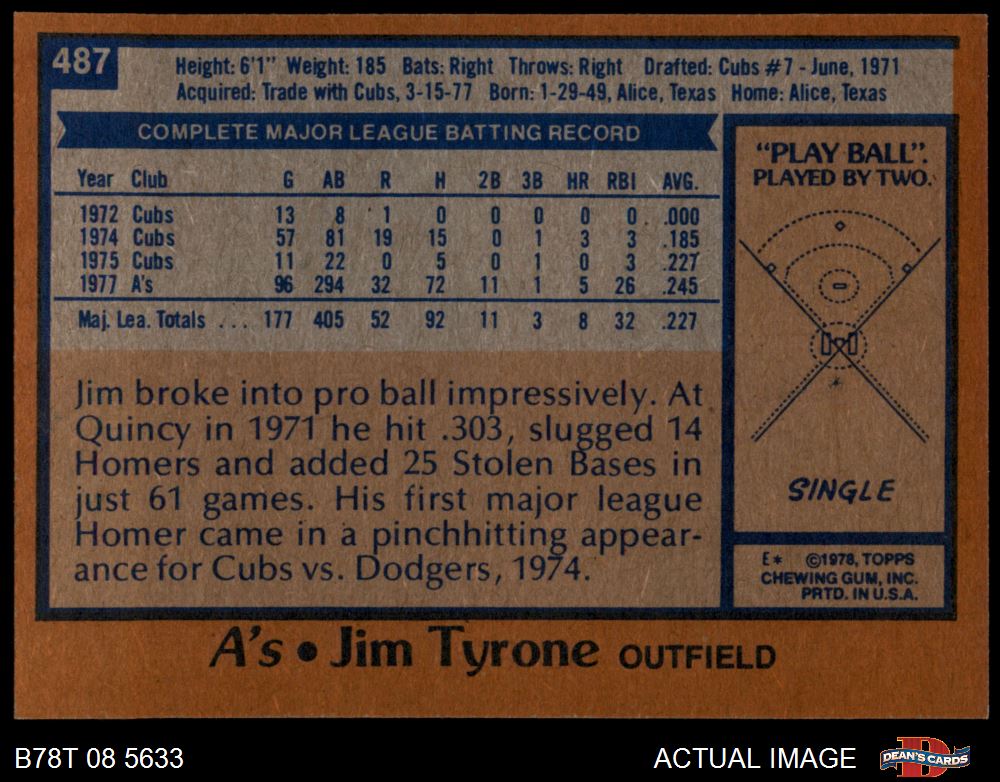 487
Height: 6'1" Weight: 185 Bats: Right Throws: Right Drafted: Cubs #7 - June, 1971
Acquired: Trade with Cubs, 3-15-77 Born: 1-29-49, Alice, Texas Home: Alice, Texas
COMPLETE MAJOR LEAGUE BATTING RECORD
Year Club G AB R H 2B 3B HR RBI AVG.
1972 Cubs 13 8 1 0 0 0 0 0 .000
1974 Cubs 57 81 19 15 0 1 3 3 .185
1975 Cubs 11 22 0 5 0 1 0 3 .227
1977 A's 96 294 32 72 11 1 5 26 .245
Maj. Lea. Totals ... 177 405 52 92 11 3 8 32 .227
Jim broke into pro ball impressively. At
Quincy in 1971 he hit .303, slugged 14
Homers and added 25 Stolen Bases in
just 61 games. His first major league
Homer came in a pinchhitting appear-
ance for Cubs vs. Dodgers, 1974.
"PLAY BALL".
PLAYED BY TWO.
SINGLE
E* ©1978, TOPPS
CHEWING GUM, INC.
PRTD. IN U.S.A.
A's • Jim Tyrone OUTFIELD
B78T 08 5633
ACTUAL IMAGE
D
DEAN'S CARDS